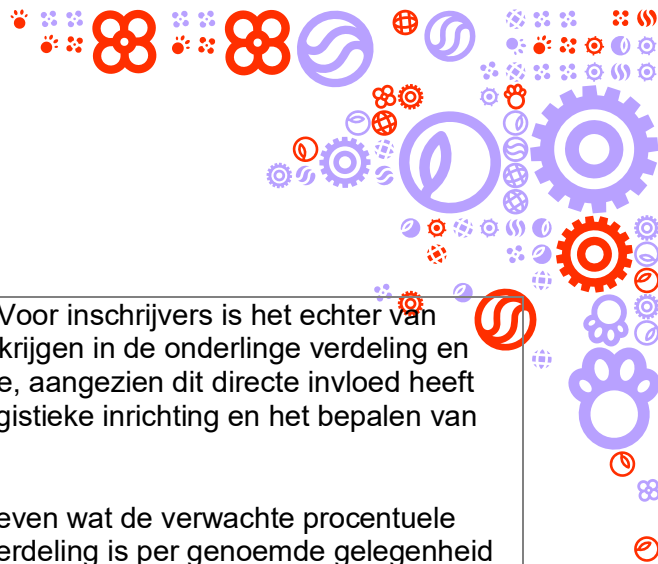 Voor inschrijvers is het echter van
krijgen in de onderlinge verdeling en
e, aangezien dit directe invloed heeft
gistieke inrichting en het bepalen van
even wat de verwachte procentuele
erdeling is per genoemde gelegenheid